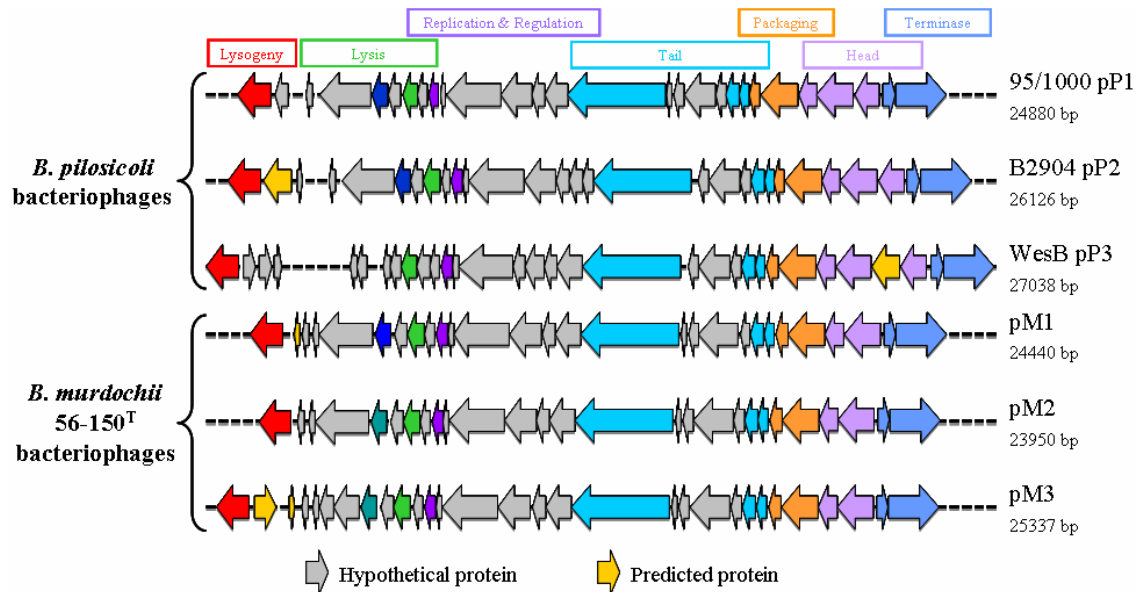 Replication & Regulation
Packaging
Terminase
Lysogeny
Lysis
Tail
Head
B. pilosicoli
bacteriophages
95/1000 pP1
24880 bp
B2904 pP2
26126 bp
WesB pP3
27038 bp
B. murdochii
56-150ᵀ
bacteriophages
pM1
24440 bp
pM2
23950 bp
pM3
25337 bp
Hypothetical protein
Predicted protein